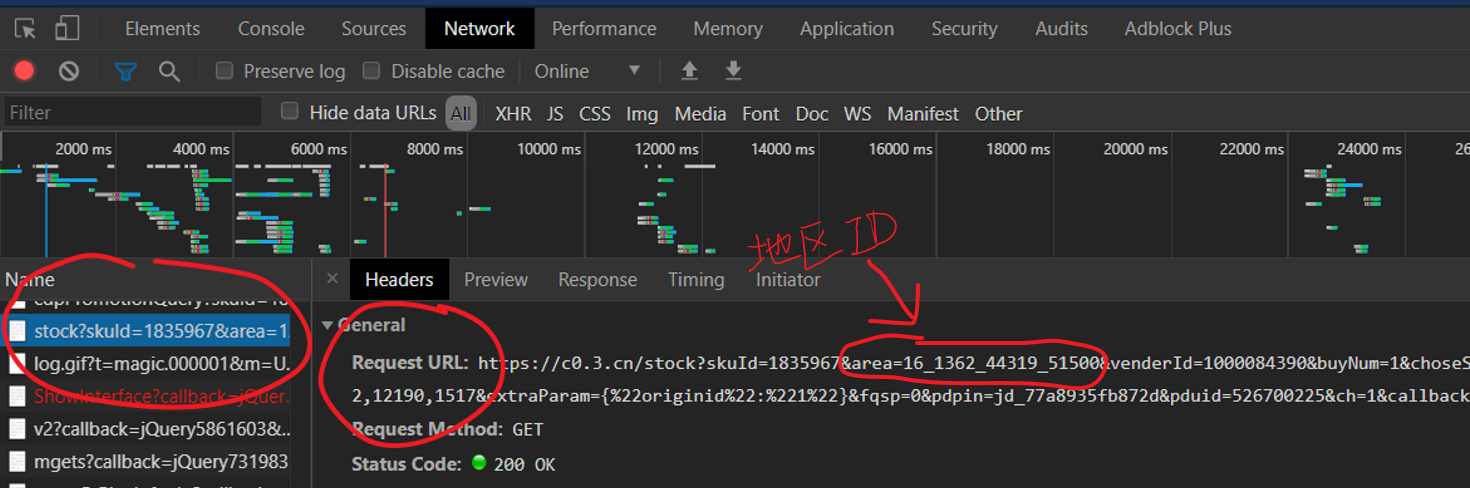 Elements Console Sources Network Performance Memory Application Security Audits Adblock Plus
Preserve log Disable cache Online
Filter Hide data URLs All XHR JS CSS Img Media Font Doc WS Manifest Other
2000 ms 4000 ms 6000 ms 8000 ms 10000 ms 12000 ms 14000 ms 16000 ms 18000 ms 20000 ms 22000 ms 24000 ms 26
地区ID
Name × Headers Preview Response Timing Initiator
General
stock?skuId=1835967&area=1. Request URL: https://c0.3.cn/stock?skuId=1835967&area=16_1362_44319_51500&venderId=1000084390&buyNum=1&choseS
log.gif?t=magic.000001&m=U.
ShowInterface?callback=jQuer. 2,12190,1517&extraParam={%22originid%22:%221%22}&fqsp=0&pdpin=jd_77a8935fb872d&pduid=526700225&ch=1&callback
v2?callback=jQuery5861603&.. Request Method: GET
mgets?callback=jQuery731983 Status Code: 200 OK